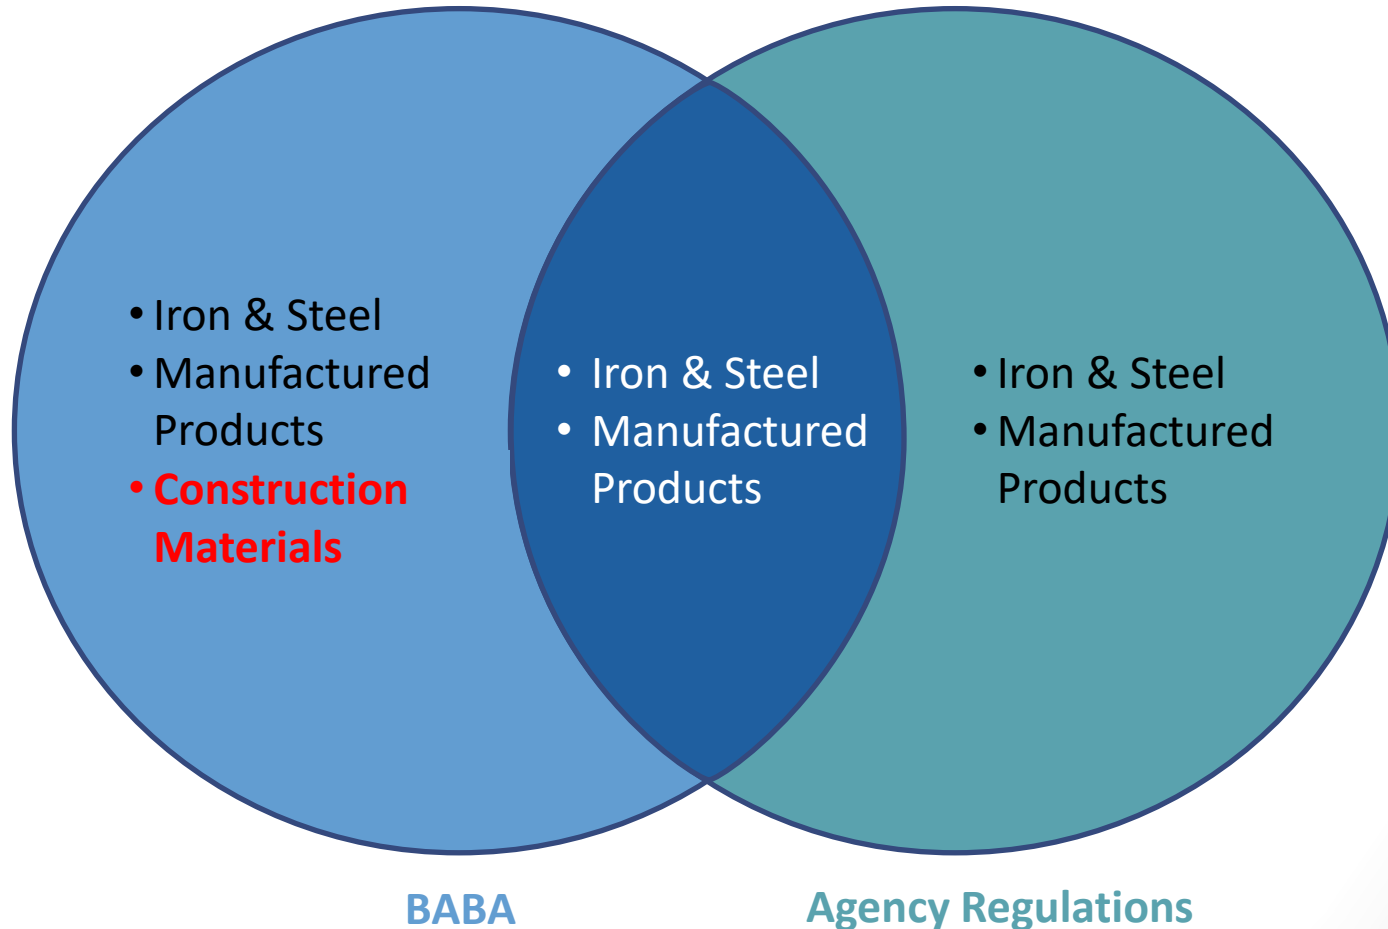 • Iron & Steel
• Manufactured
Products
• Construction
Materials
• Iron & Steel
• Manufactured
Products
• Iron & Steel
• Manufactured
Products
BABA
Agency Regulations